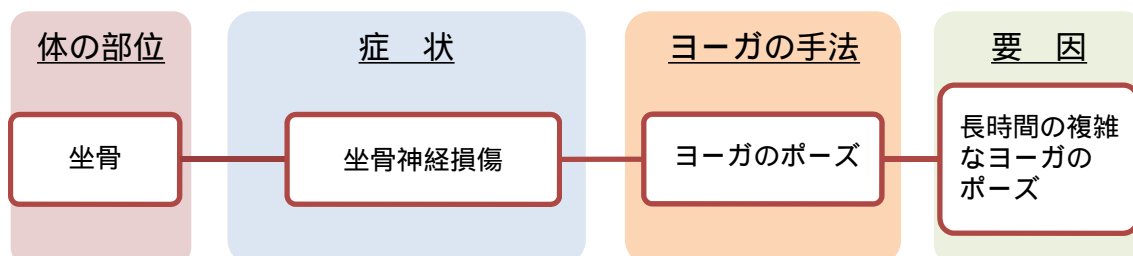 体の部位
症　状
ヨーガの手法
要　因
坐骨
坐骨神経損傷
ヨーガのポーズ
長時間の複雑
なヨーガの
ポーズ